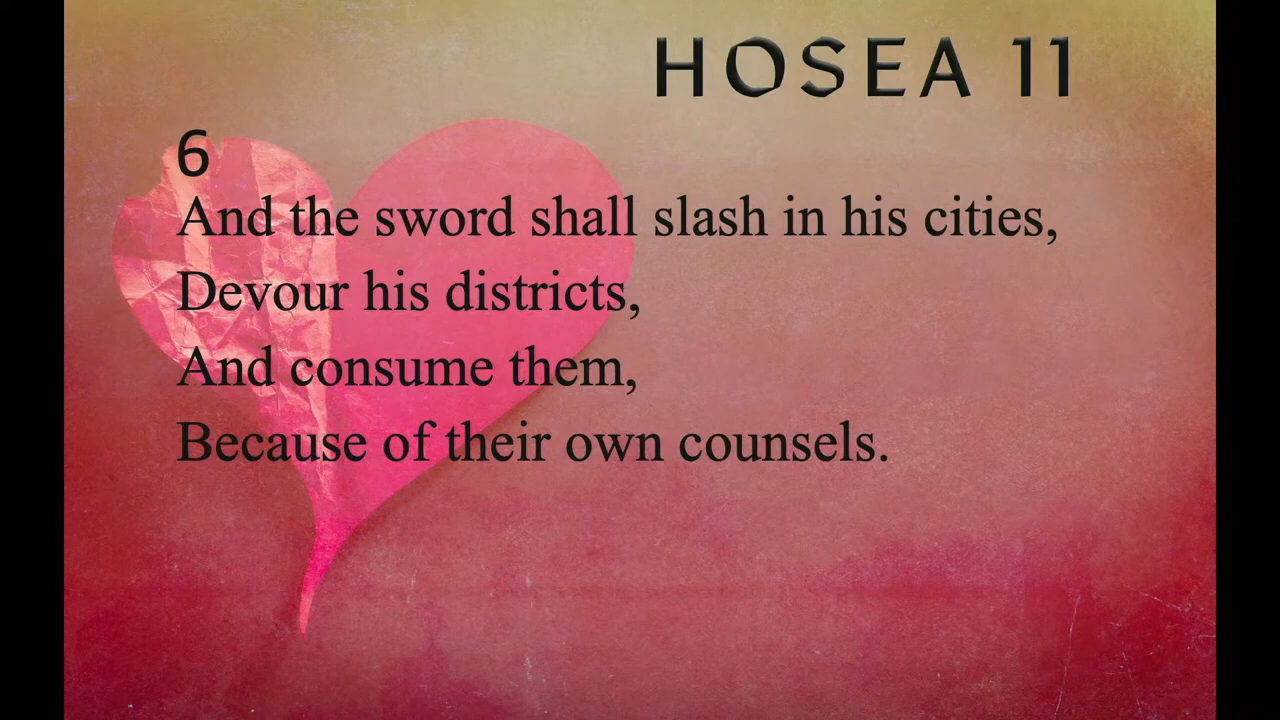 HOSEA 11
6
And the sword shall slash in his cities,
Devour his districts,
And consume them,
Because of their own counsels.